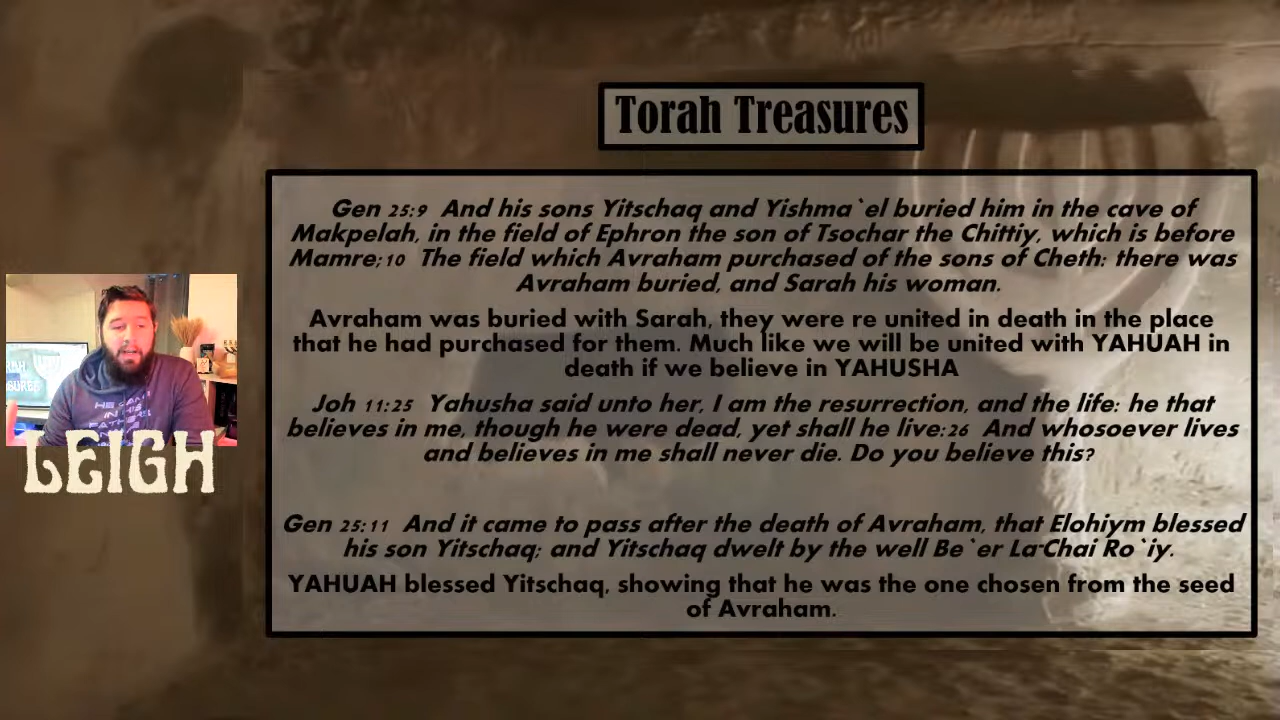 Torah Treasures
Gen 25:9 And his sons Yitschaq and Yishma`el buried him in the cave of
Makpelah, in the field of Ephron the son of Tsochar the Chittiy, which is before
Mamre; 10 The field which Avraham purchased of the sons of Cheth: there was
Avraham buried, and Sarah his woman.
Avraham was buried with Sarah, they were re united in death in the place
that he had purchased for them. Much like we will be united with YAHUAH in
death if we believe in YAHUSHA
Joh 11:25 Yahusha said unto her, I am the resurrection, and the life: he that
believes in me, though he were dead, yet shall he live: 26 And whosoever lives
and believes in me shall never die. Do you believe this?
Gen 25:11 And it came to pass after the death of Avraham, that Elohiym blessed
his son Yitschaq; and Yitschaq dwelt by the well Be`er La-Chai Ro`iy.
YAHUAH blessed Yitschaq, showing that he was the one chosen from the seed
of Avraham.
HE CAME
IN HIS
LEIGH